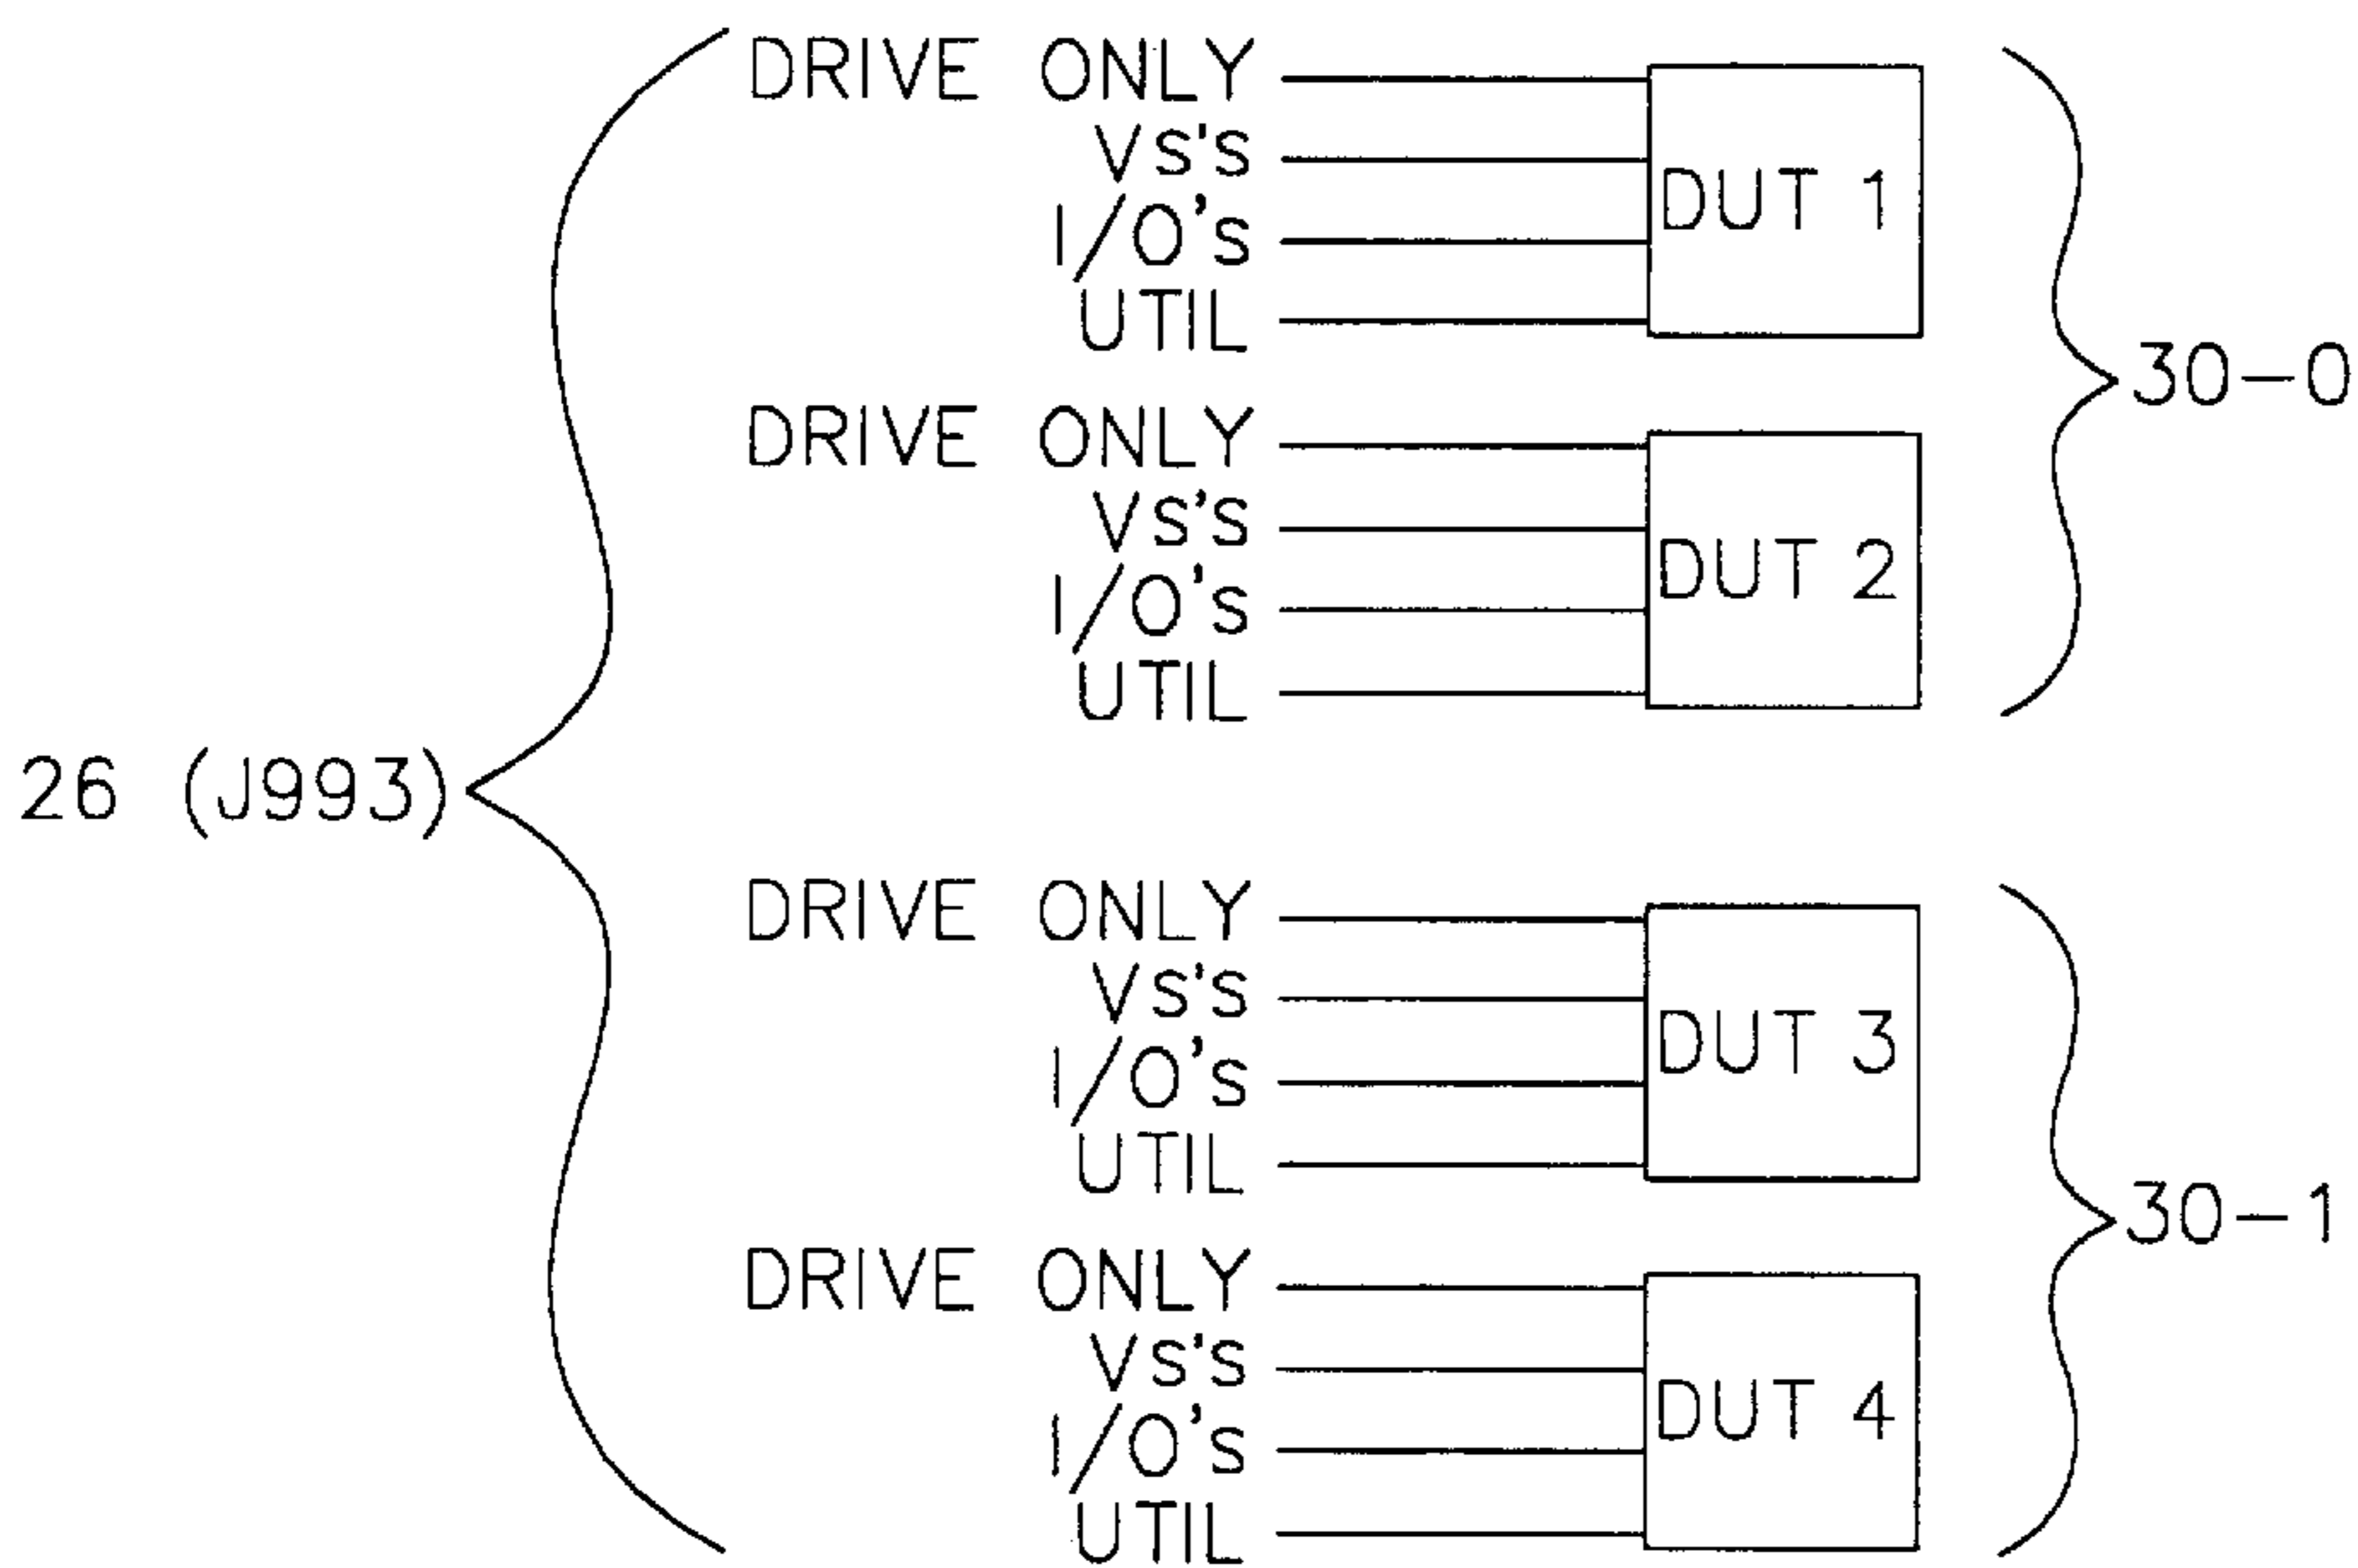 DRIVE ONLY
VS'S
I/O'S
UTIL
DUT 1
DRIVE ONLY
VS'S
I/O'S
UTIL
DUT 2
30-0
26 (J993)
DRIVE ONLY
VS'S
I/O'S
UTIL
DUT 3
DRIVE ONLY
VS'S
I/O'S
UTIL
DUT 4
30-1